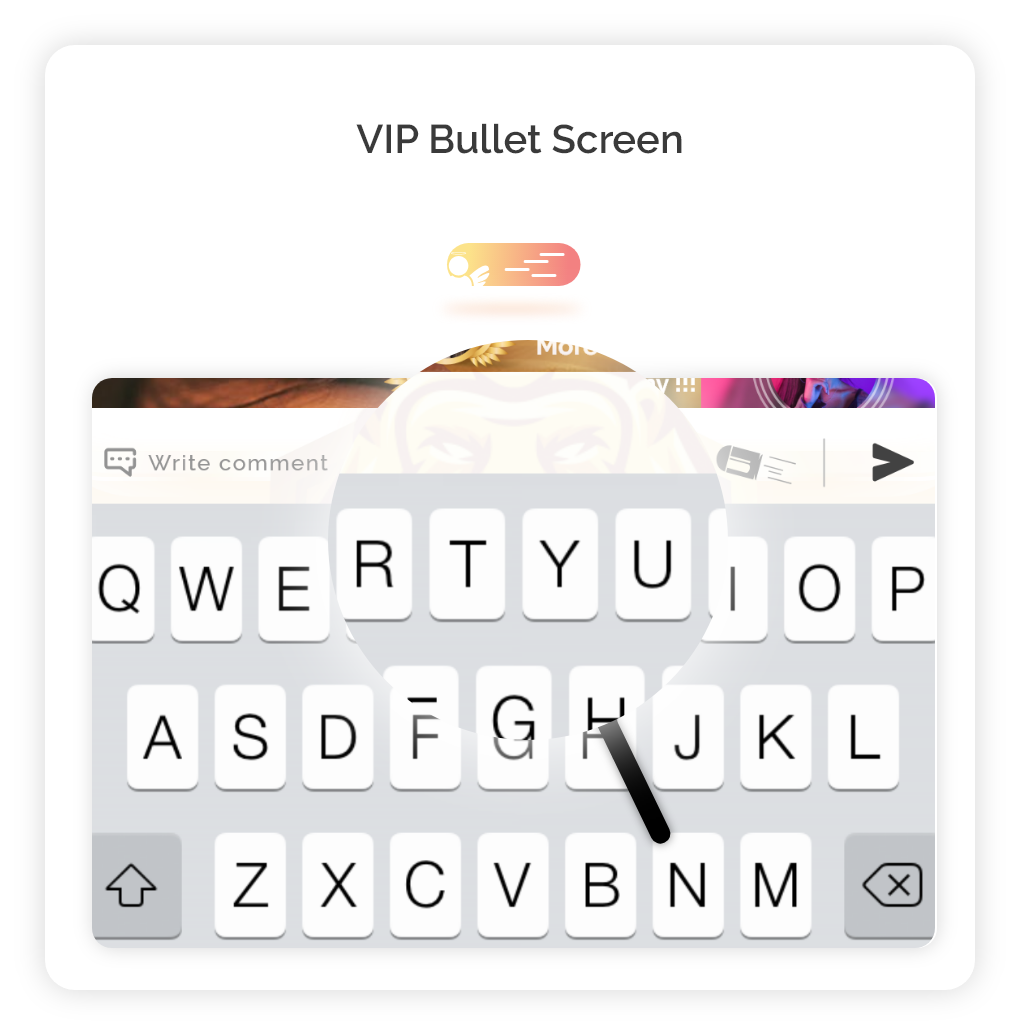 VIP Bullet Screen
More
y !!!
Write comment
Q W E R T Y U I O P
A S D F G H J K L
Z X C V B N M